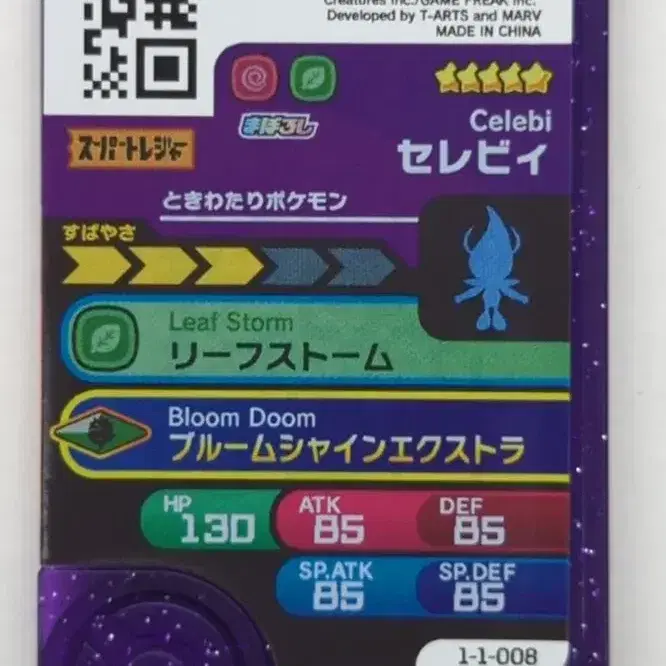 Creatures Inc./GAME FREAK inc.
Developed by T-ARTS and MARV
MADE IN CHINA
まぼろし
スーパートレジャー
Celebi
セレビィ
ときわたりポケモン
すばやさ
Leaf Storm
リーフストーム
Bloom Doom
ブルームシャインエクストラ
HP 130
ATK 85
DEF 85
SP.ATK 85
SP.DEF 85
1-1-008